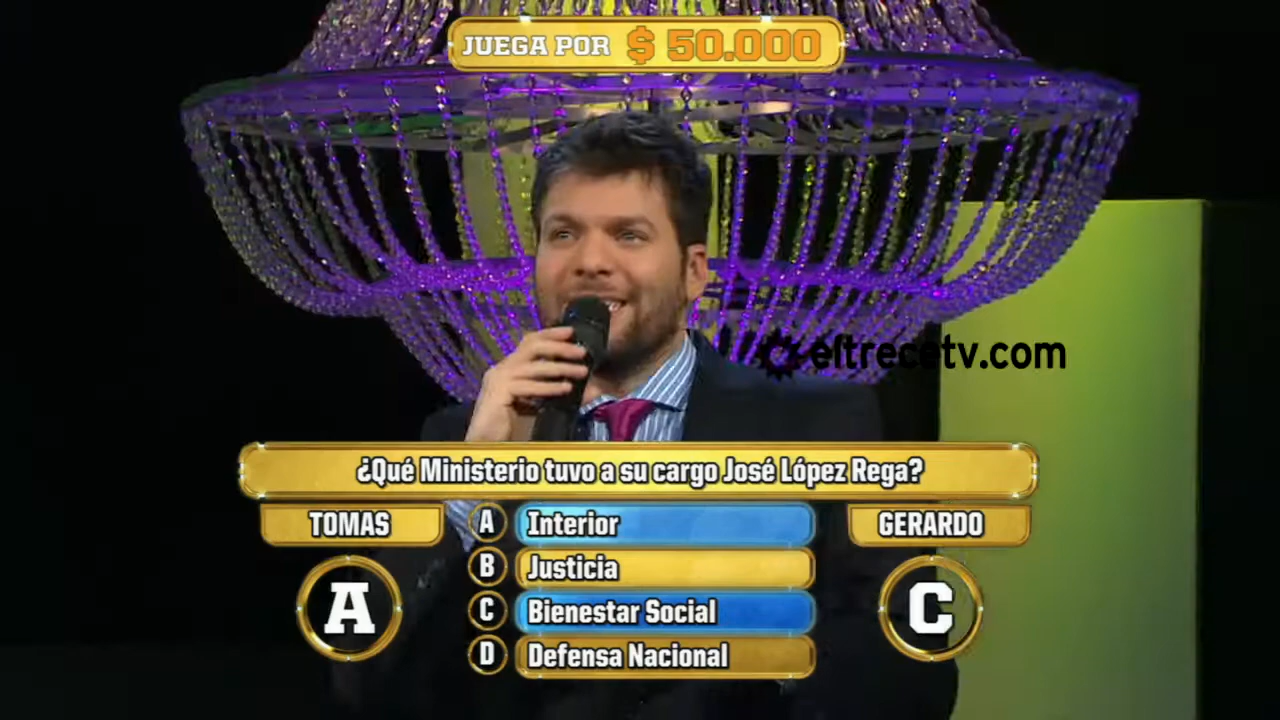 JUEGA POR $ 50.000
eltrecetv.com
¿Qué Ministerio tuvo a su cargo José López Rega?
TOMAS
A Interior
GERARDO
B Justicia
A
C Bienestar Social
C
D Defensa Nacional